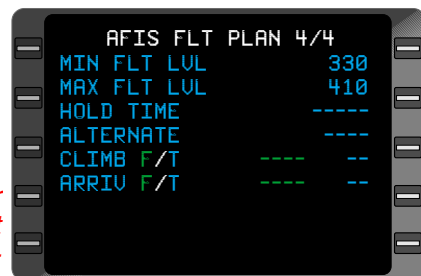 AFIS FLT PLAN 4/4
MIN FLT LVL 330
MAX FLT LVL 410
HOLD TIME -----
ALTERNATE ----
CLIMB F/T ---- --
ARRIV F/T ---- --